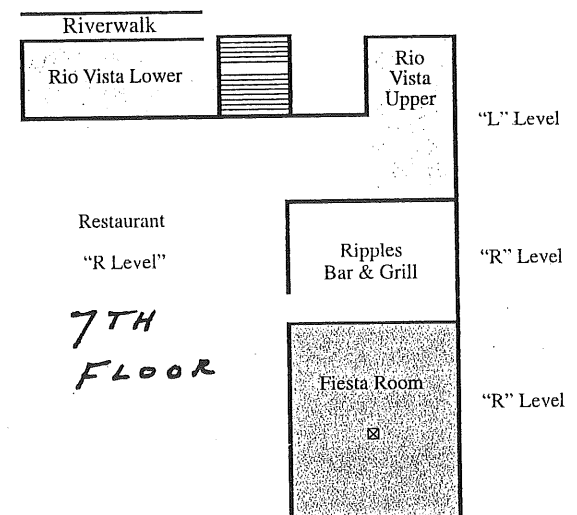 Riverwalk
Rio Vista Lower
Rio
Vista
Upper
“L” Level
Restaurant
“R Level”
Ripples
Bar & Grill
“R” Level
7TH
FLOOR
Fiesta Room
“R” Level